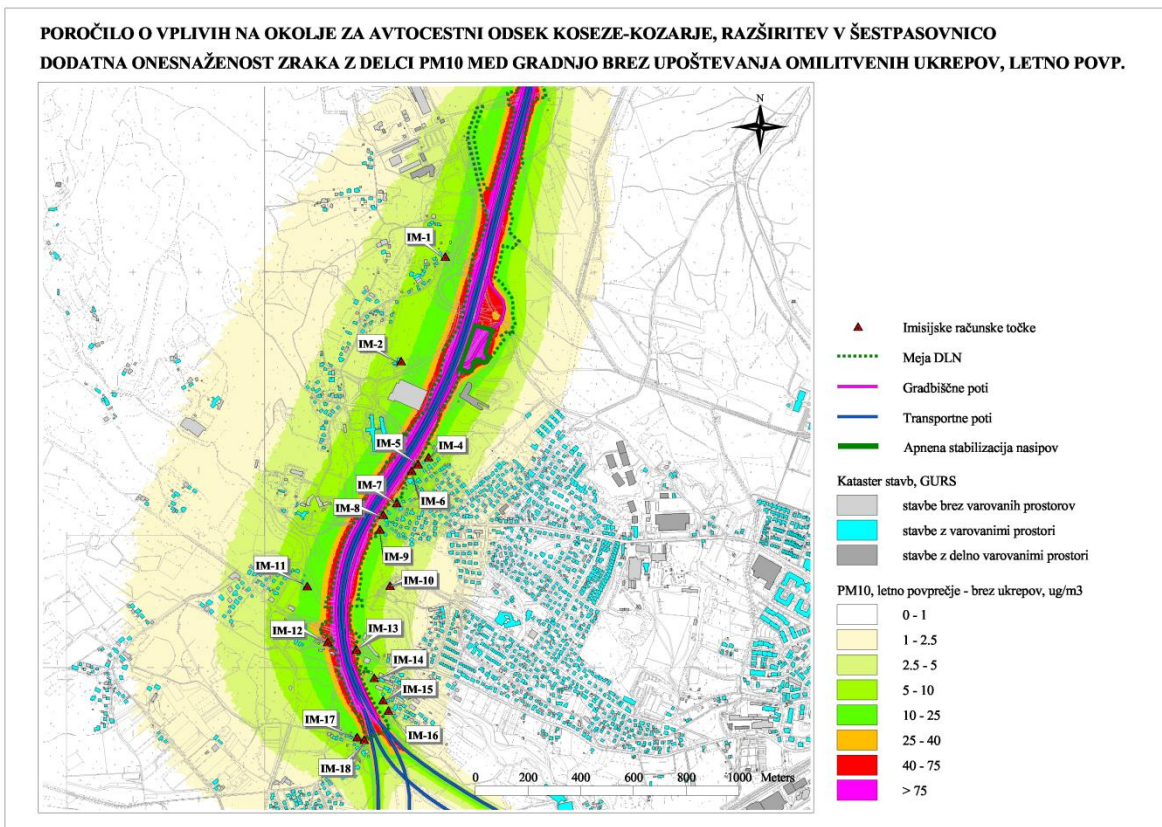 POROČILO O VPLIVIH NA OKOLJE ZA AVTOCESTNI ODSEK KOSEZE-KOZARJE, RAZŠIRITEV V ŠESTPASOVNICO
DODATNA ONESNAŽENOST ZRAKA Z DELCI PM10 MED GRADNJO BREZ UPOŠTEVANJA OMILITVENIH UKREPOV, LETNO POVP.
N
IM-1
IM-2
IM-5
IM-4
IM-7
IM-6
IM-8
IM-9
IM-11
IM-10
IM-12
IM-13
IM-14
IM-15
IM-17
IM-16
IM-18
0 200 400 600 800 1000 Meters
Imisijske računske točke
Meja DLN
Gradbiščne poti
Transportne poti
Apnena stabilizacija nasipov
Kataster stavb, GURS
stavbe brez varovanih prostorov
stavbe z varovanimi prostori
stavbe z delno varovanimi prostori
PM10, letno povprečje - brez ukrepov, ug/m3
0 - 1
1 - 2.5
2.5 - 5
5 - 10
10 - 25
25 - 40
40 - 75
> 75